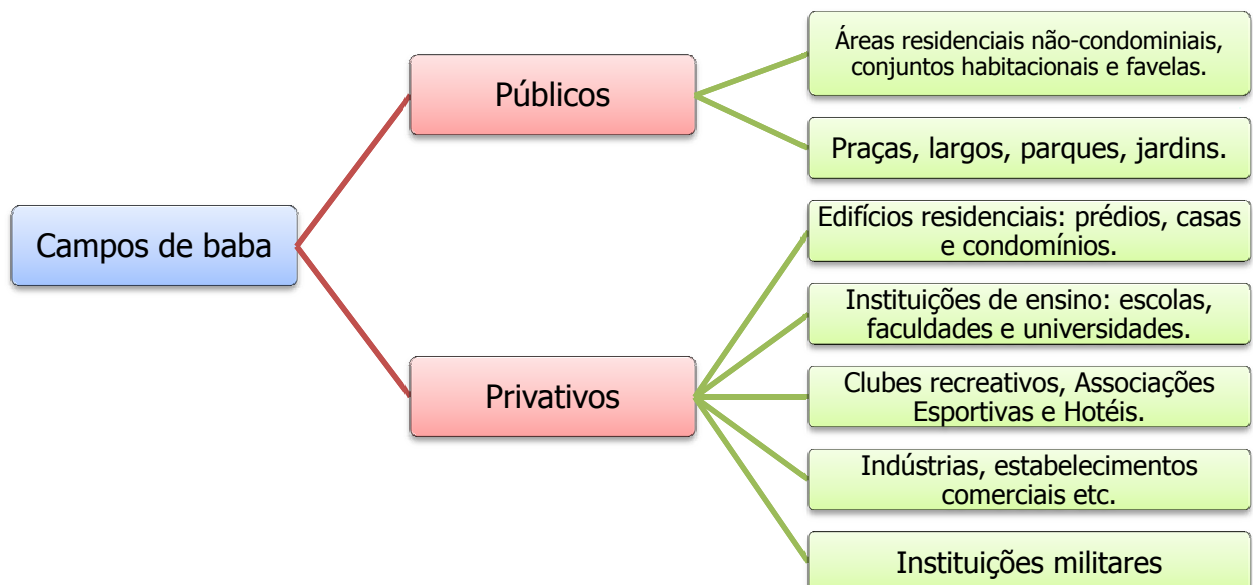 Campos de baba
Públicos
Áreas residenciais não-condominiais,
conjuntos habitacionais e favelas.
Praças, largos, parques, jardins.
Privativos
Edifícios residenciais: prédios, casas
e condomínios.
Instituições de ensino: escolas,
faculdades e universidades.
Clubes recreativos, Associações
Esportivas e Hotéis.
Indústrias, estabelecimentos
comerciais etc.
Instituições militares